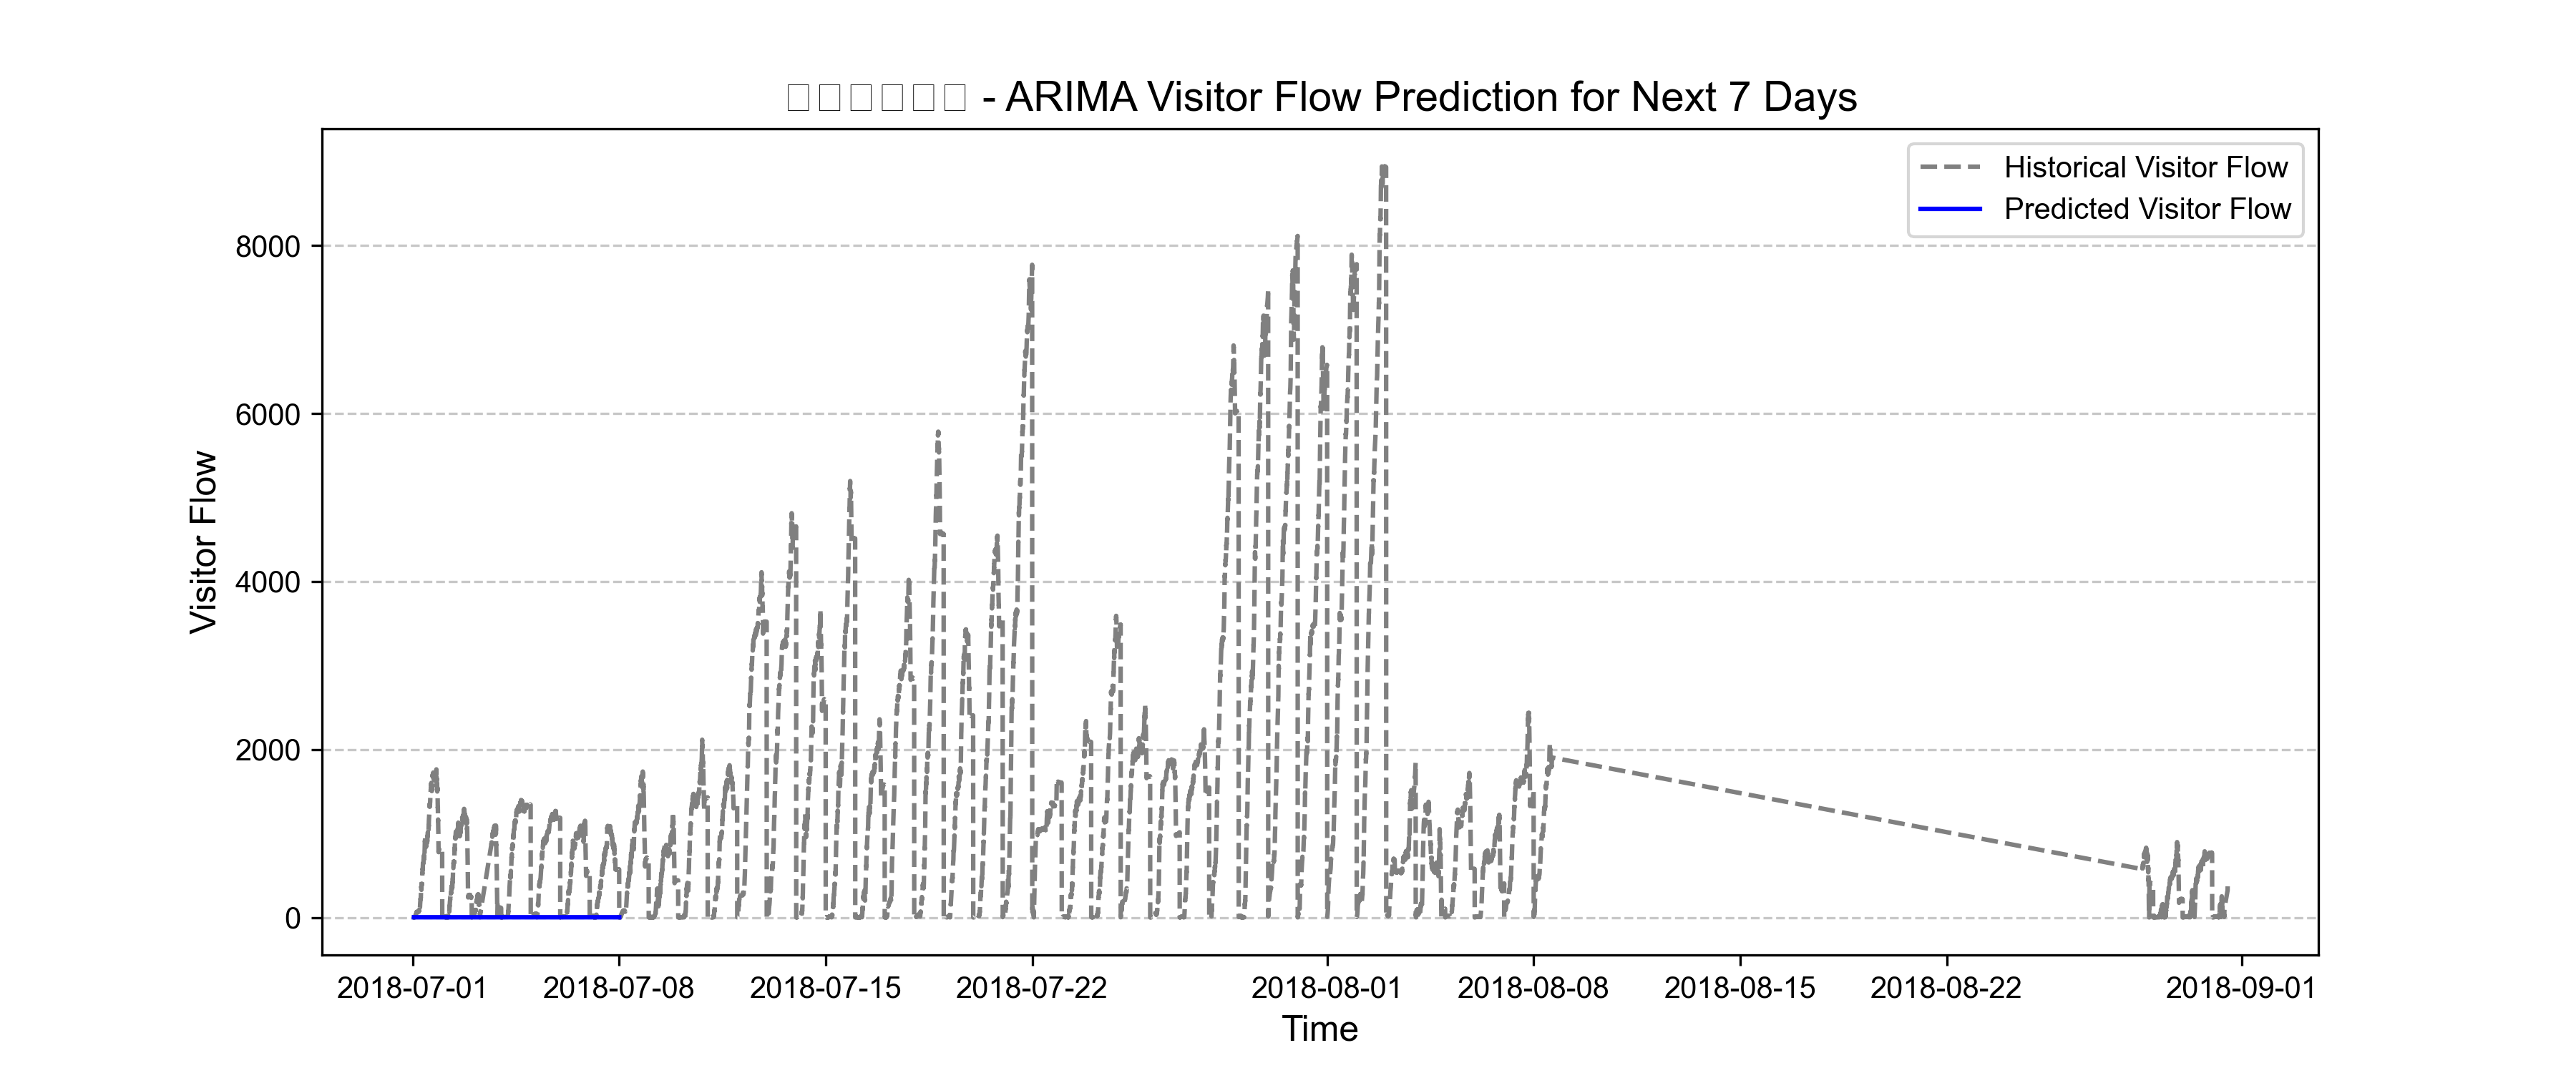 - ARIMA Visitor Flow Prediction for Next 7 Days
Historical Visitor Flow
Predicted Visitor Flow
8000
6000
4000
2000
0
Visitor Flow
2018-07-01 2018-07-08 2018-07-15 2018-07-22 2018-08-01 2018-08-08 2018-08-15 2018-08-22 2018-09-01
Time